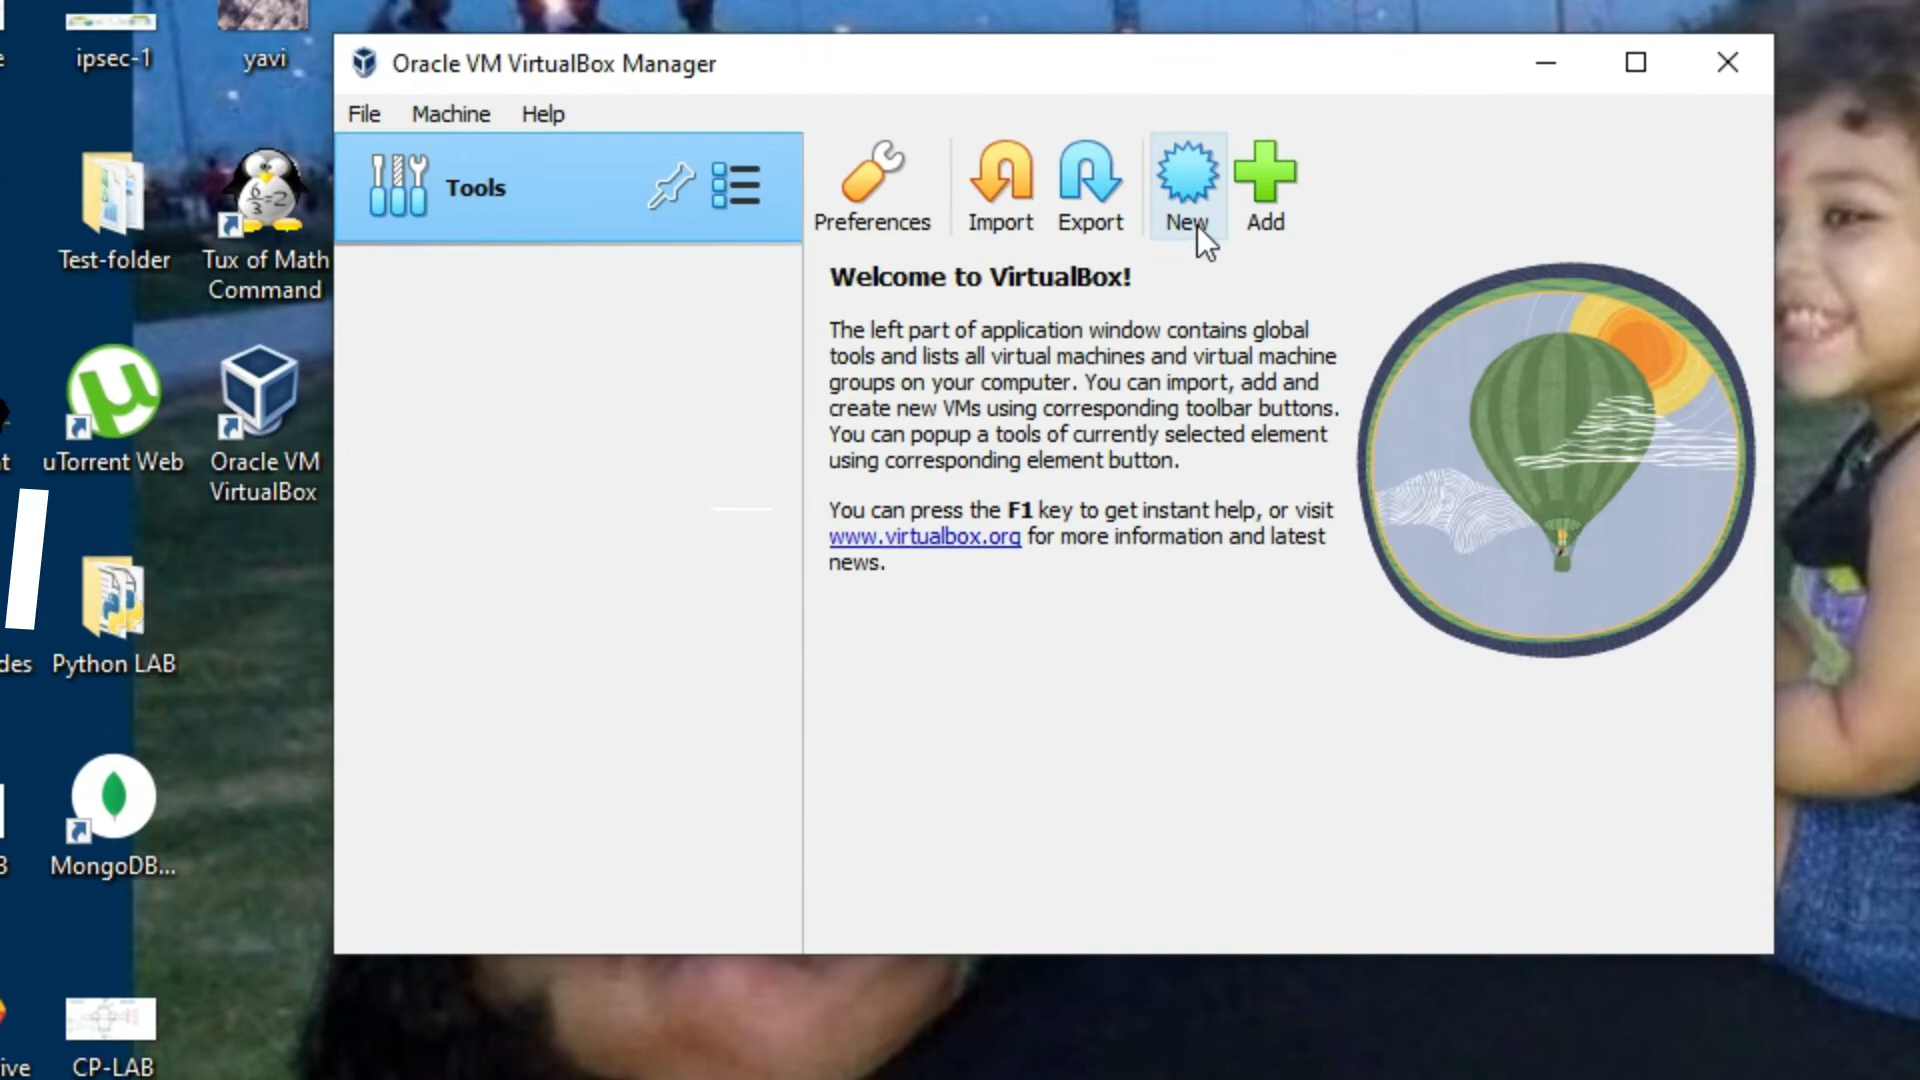 ipsec-1
yavi
Oracle VM VirtualBox Manager
File Machine Help
Tools
Preferences
Import
Export
New
Add
Welcome to VirtualBox!
The left part of application window contains global
tools and lists all virtual machines and virtual machine
groups on your computer. You can import, add and
create new VMs using corresponding toolbar buttons.
You can popup a tools of currently selected element
using corresponding element button.
You can press the F1 key to get instant help, or visit
www.virtualbox.org for more information and latest
news.
Test-folder
6/3=2
Tux of Math
Command
uTorrent Web
Oracle VM
VirtualBox
des
Python LAB
MongoDB...
ive
CP-LAB